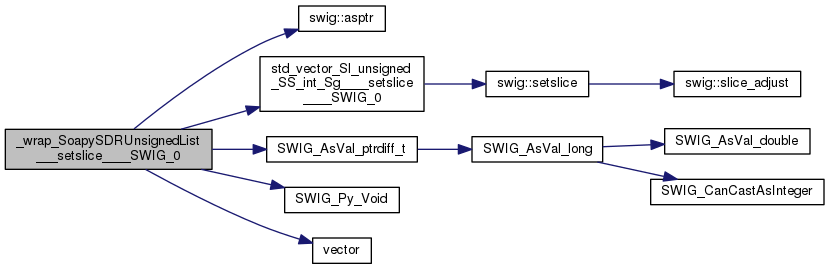 _wrap_SoapySDRUnsignedList
___setslice____SWIG_0
swig::asptr
std_vector_Sl_unsigned
_SS_int_Sg____setslice
____SWIG_0
swig::setslice
swig::slice_adjust
SWIG_AsVal_ptrdiff_t
SWIG_AsVal_long
SWIG_AsVal_double
SWIG_CanCastAsInteger
SWIG_Py_Void
vector